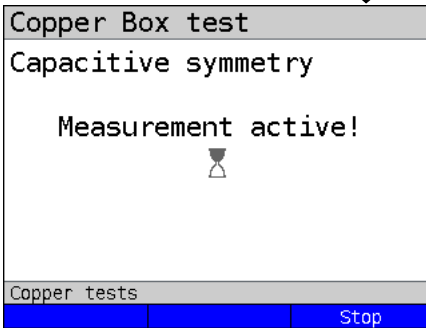 Copper Box test
Capacitive symmetry
Measurement active!
Copper tests
Stop